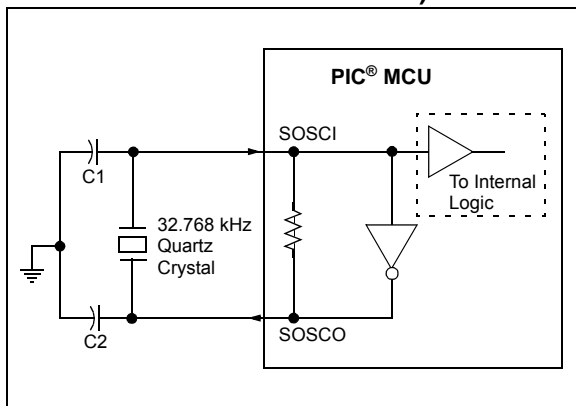 )
PIC® MCU
SOSCI
C1
To Internal
Logic
32.768 kHz
Quartz
Crystal
SOSCO
C2